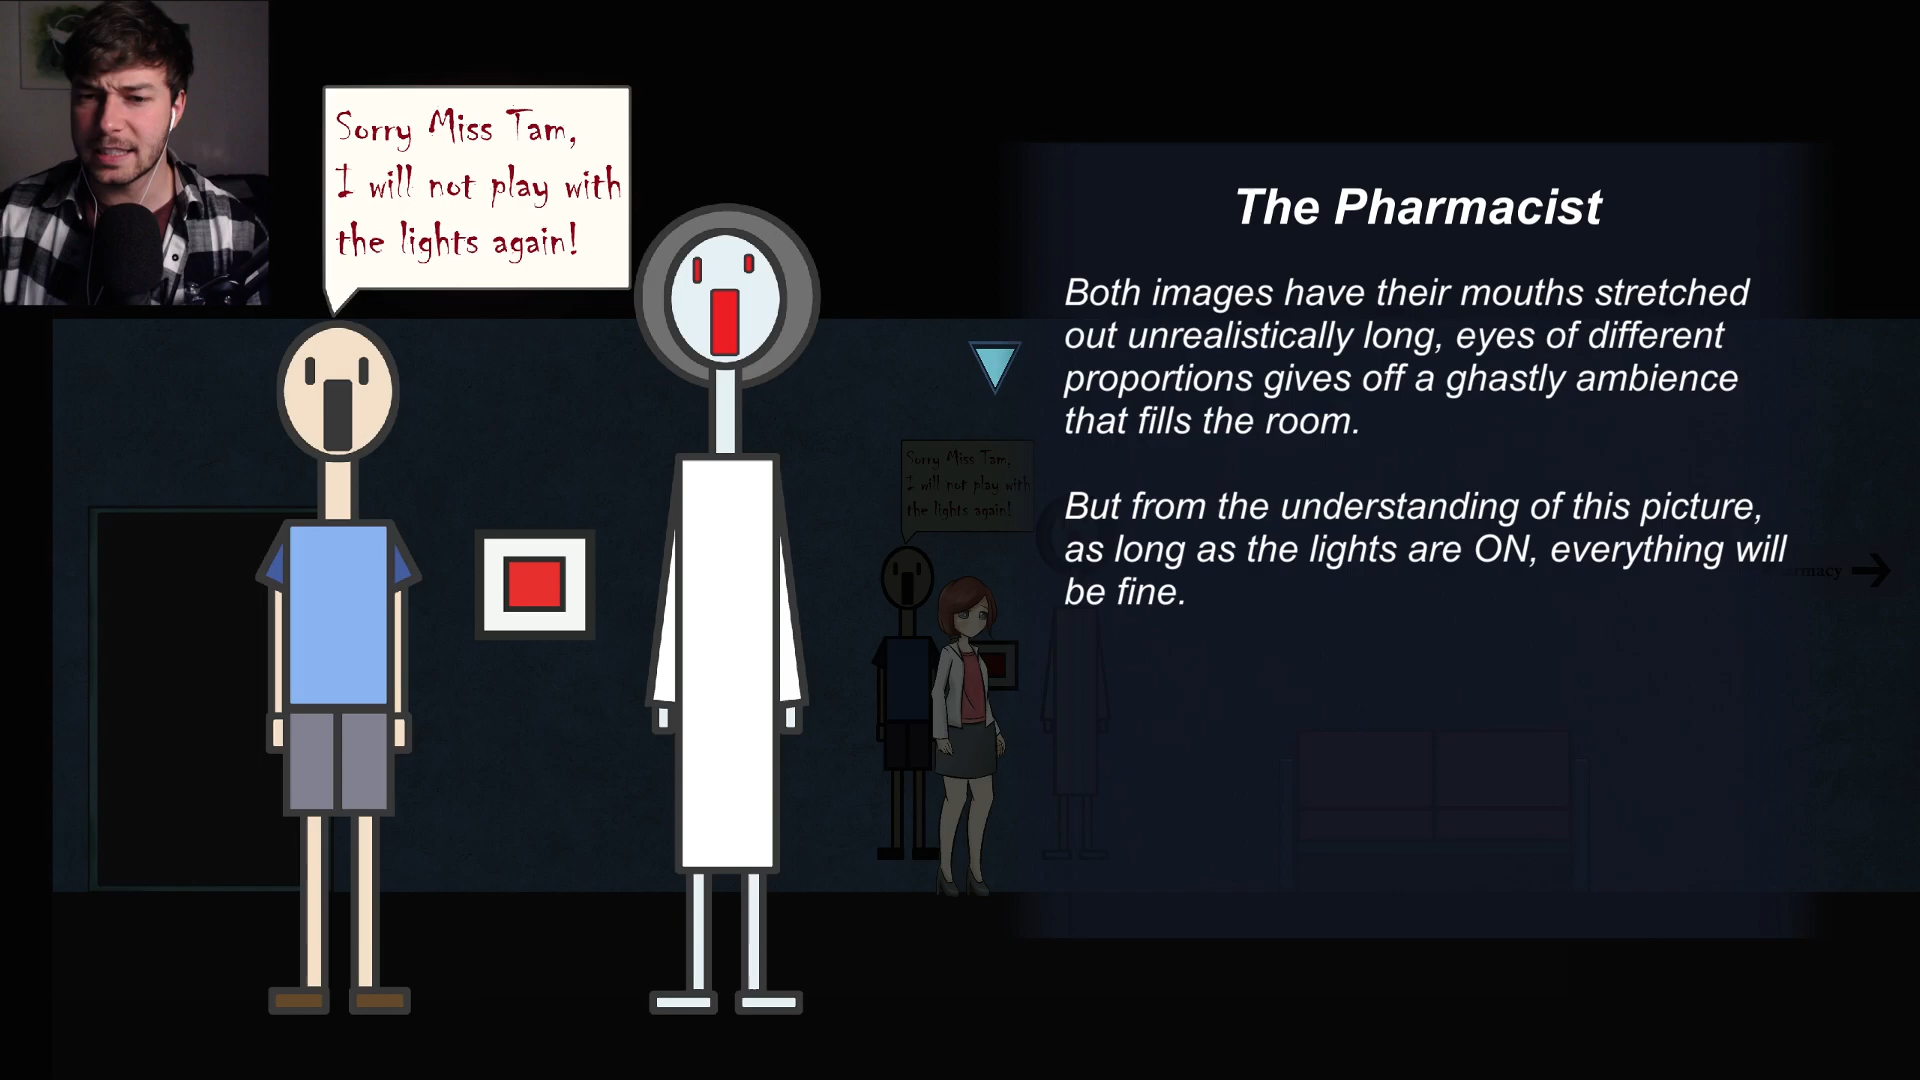 Sorry Miss Tam,
I will not play with
the lights again!
The Pharmacist
Both images have their mouths stretched
out unrealistically long, eyes of different
proportions gives off a ghastly ambience
that fills the room.
But from the understanding of this picture,
as long as the lights are ON, everything will
be fine.
Sorry Miss Tam,
I will not play with
the lights again!